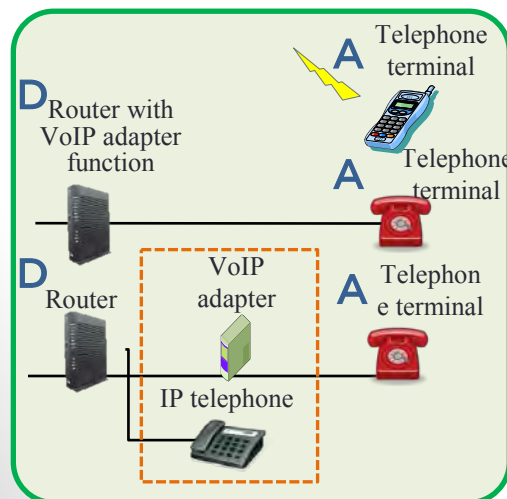 A
Telephone
terminal
D
Router with
VoIP adapter
function
A
Telephone
terminal
D
Router
VoIP
adapter
A
Telephon
e terminal
IP telephone